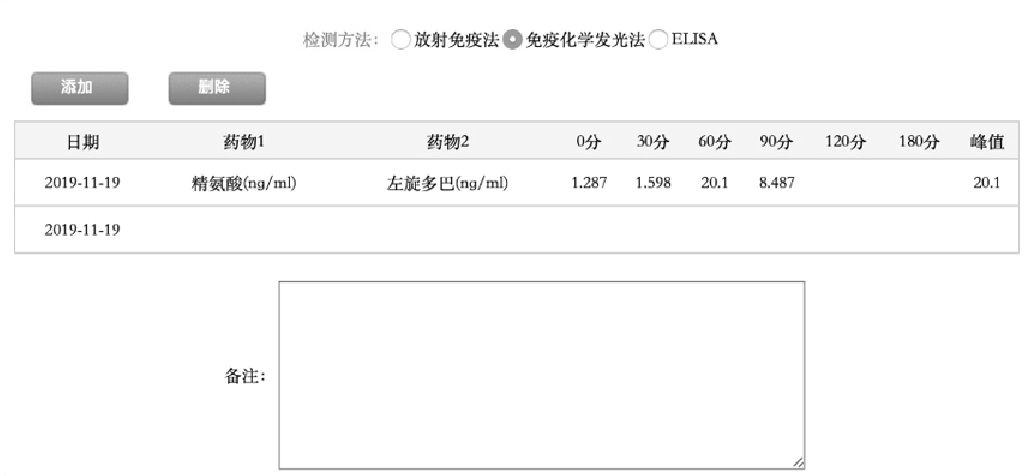 检测方法： 放射免疫法 免疫化学发光法 ELISA
添加 删除
日期 药物1 药物2 0分 30分 60分 90分 120分 180分 峰值
2019-11-19 精氨酸(ng/ml) 左旋多巴(ng/ml) 1.287 1.598 20.1 8.487 20.1
2019-11-19
备注：